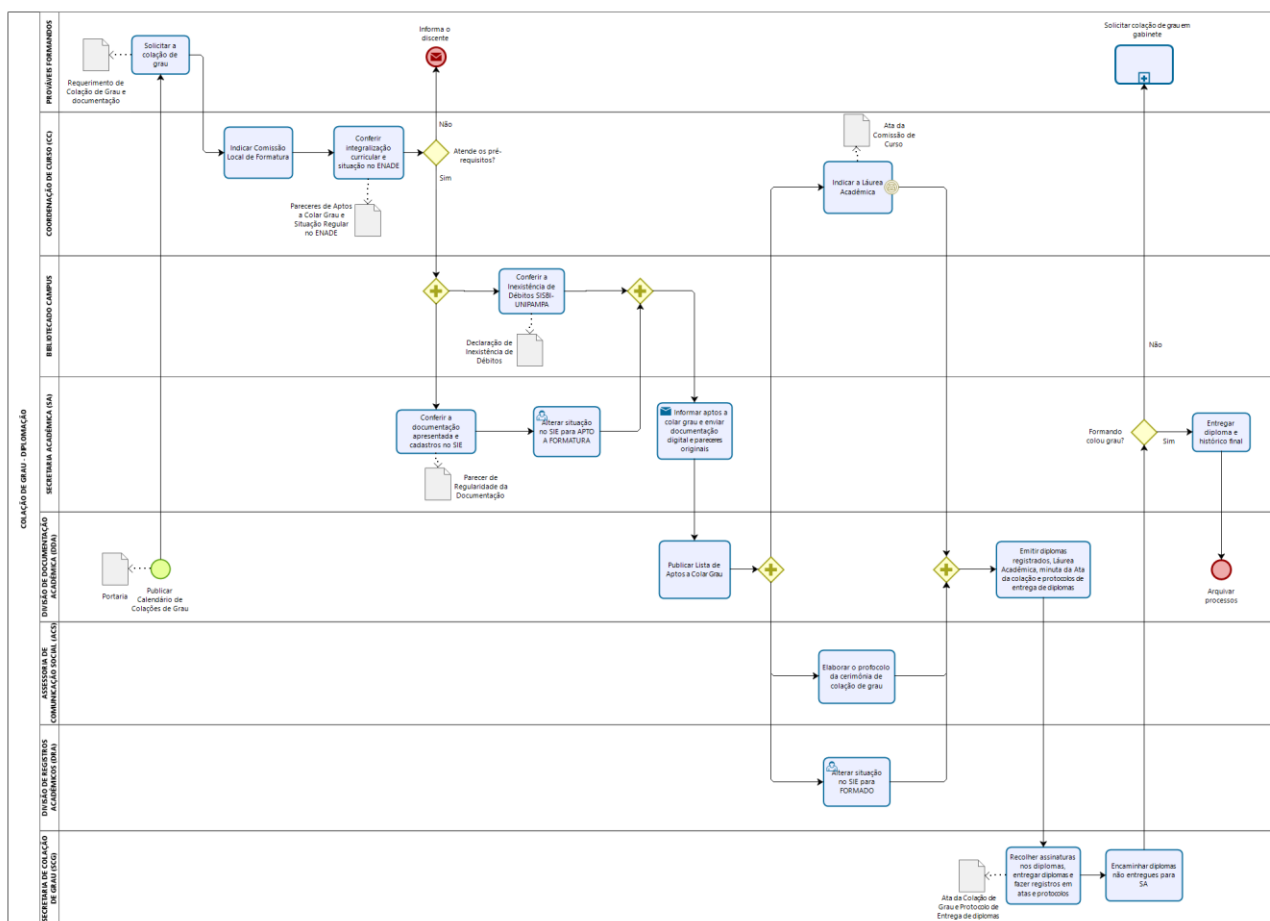 COLAÇÃO DE GRAU - DIPLOMAÇÃO
PROVÁVEIS FORMANDOS
Solicitar a
colação de
grau
Requerimento de
Colação de Grau e
documentação
Informa o
discente
Solicitar colação de grau em
gabinete
COORDENAÇÃO DE CURSO (CC)
Indicar Comissão
Local de Formatura
Conferir
integralização
curricular e
situação no ENADE
Pareceres de Aptos
a Colar Grau e
Situação Regular
no ENADE
Não
Atende os pré-
requisitos?
Sim
Ata da
Comissão de
Curso
Indicar a Láurea
Acadêmica
BIBLIOTECADO CAMPUS
Conferir a
Inexistência de
Débitos SISBI-
UNIPAMPA
Declaração de
Inexistência de
Débitos
Não
SECRETARIA ACADÊMICA (SA)
Conferir a
documentação
apresentada e
cadastros no SIE
Parecer de
Regularidade da
Documentação
Alterar situação
no SIE para APTO
A FORMATURA
Informar aptos a
colar grau e enviar
documentação
digital e pareceres
originais
Formando
colou grau?
Sim
Entregar
diploma e
histórico final
DIVISÃO DE DOCUMENTAÇÃO
ACADÊMICA (DDA)
Portaria
Publicar
Calendário de
Colações de Grau
Publicar Lista de
Aptos a Colar Grau
Emitir diplomas
registrados, Láurea
Acadêmica, minuta da Ata
da colação e protocolos de
entrega de diplomas
Arquivar
processos
ASSESSORIA DE
COMUNICAÇÃO SOCIAL (ACS)
Elaborar o profocolo
da cerimônia de
colação de grau
DIVISÃO DE REGISTROS
ACADÊMICOS (DRA)
Alterar situação
no SIE para
FORMADO
SECRETARIA DE COLAÇÃO
DE GRAU (SCG)
Ata da Colação de
Grau e Protocolo de
Entrega de diplomas
Recolher assinaturas
nos diplomas,
entregar diplomas e
fazer registros em
atas e protocolos
Encaminhar diplomas
não entregues para
SA